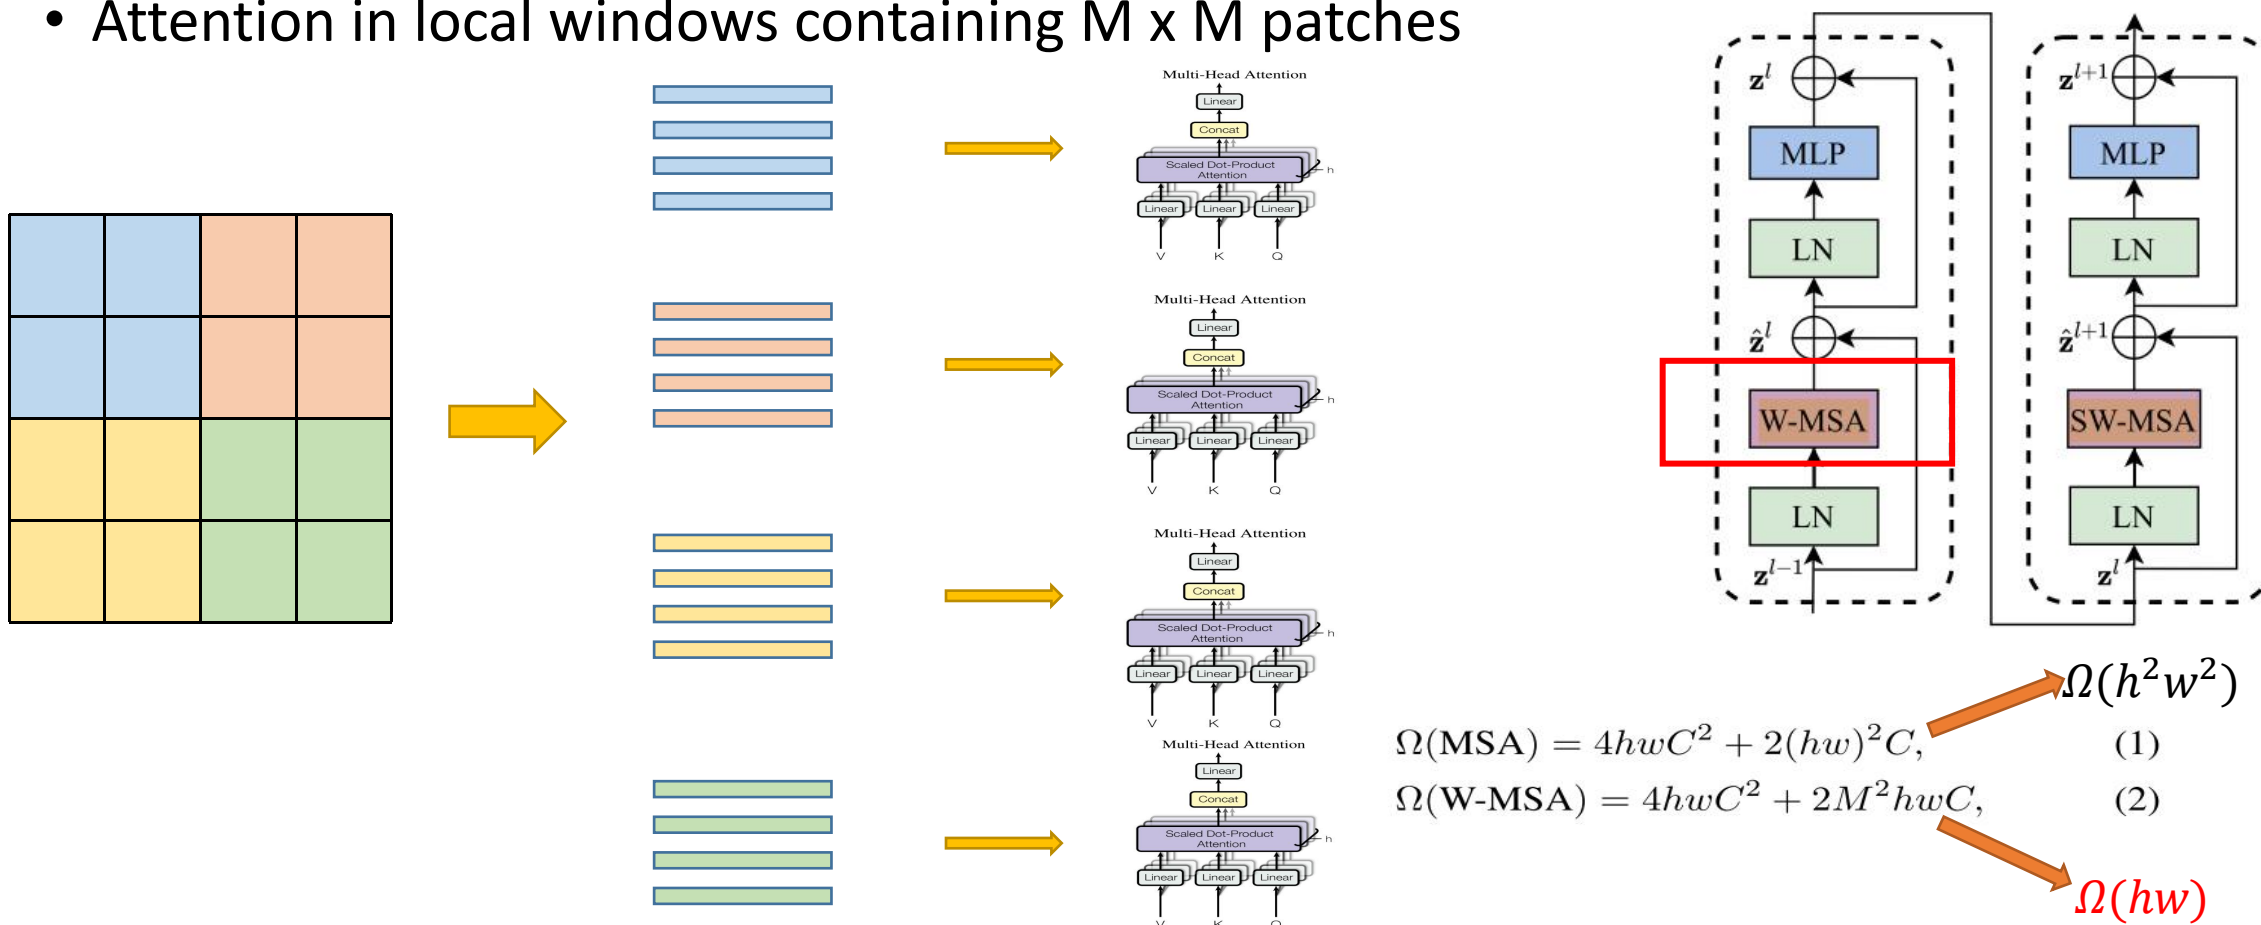 • Attention in local windows containing M x M patches
Multi-Head Attention
Linear
Concat
Scaled Dot-Product
Attention
h
Linear Linear Linear
V K Q
Multi-Head Attention
Linear
Concat
Scaled Dot-Product
Attention
h
Linear Linear Linear
V K Q
Multi-Head Attention
Linear
Concat
Scaled Dot-Product
Attention
h
Linear Linear Linear
V K Q
Multi-Head Attention
Linear
Concat
Scaled Dot-Product
Attention
h
Linear Linear Linear
V K Q
z^l
MLP
LN
ẑ^l
W-MSA
LN
z^{l-1}
z^{l+1}
MLP
LN
ẑ^{l+1}
SW-MSA
LN
z^l
Ω(h²w²)
Ω(MSA) = 4hwC² + 2(hw)²C, (1)
Ω(W-MSA) = 4hwC² + 2M²hwC, (2)
Ω(hw)